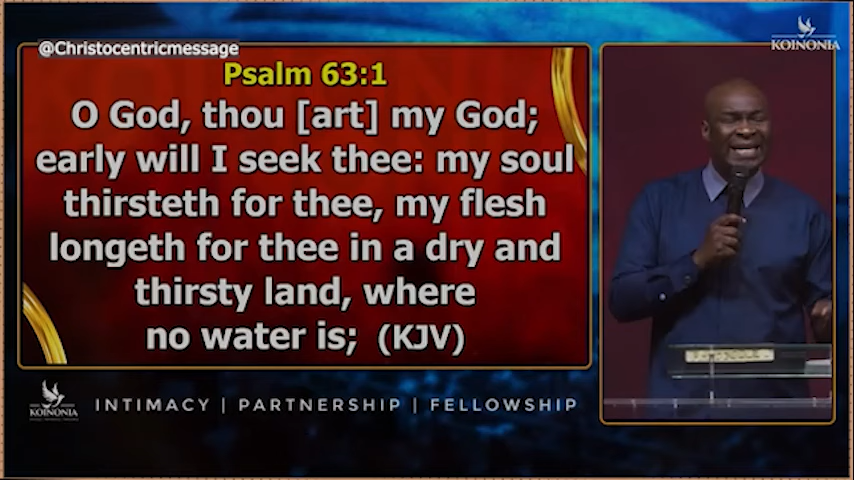 @Christocentricmessage
KOINONIA
Psalm 63:1
O God, thou [art] my God;
early will I seek thee: my soul
thirsteth for thee, my flesh
longeth for thee in a dry and
thirsty land, where
no water is; (KJV)
KOINONIA
INTIMACY | PARTNERSHIP | FELLOWSHIP